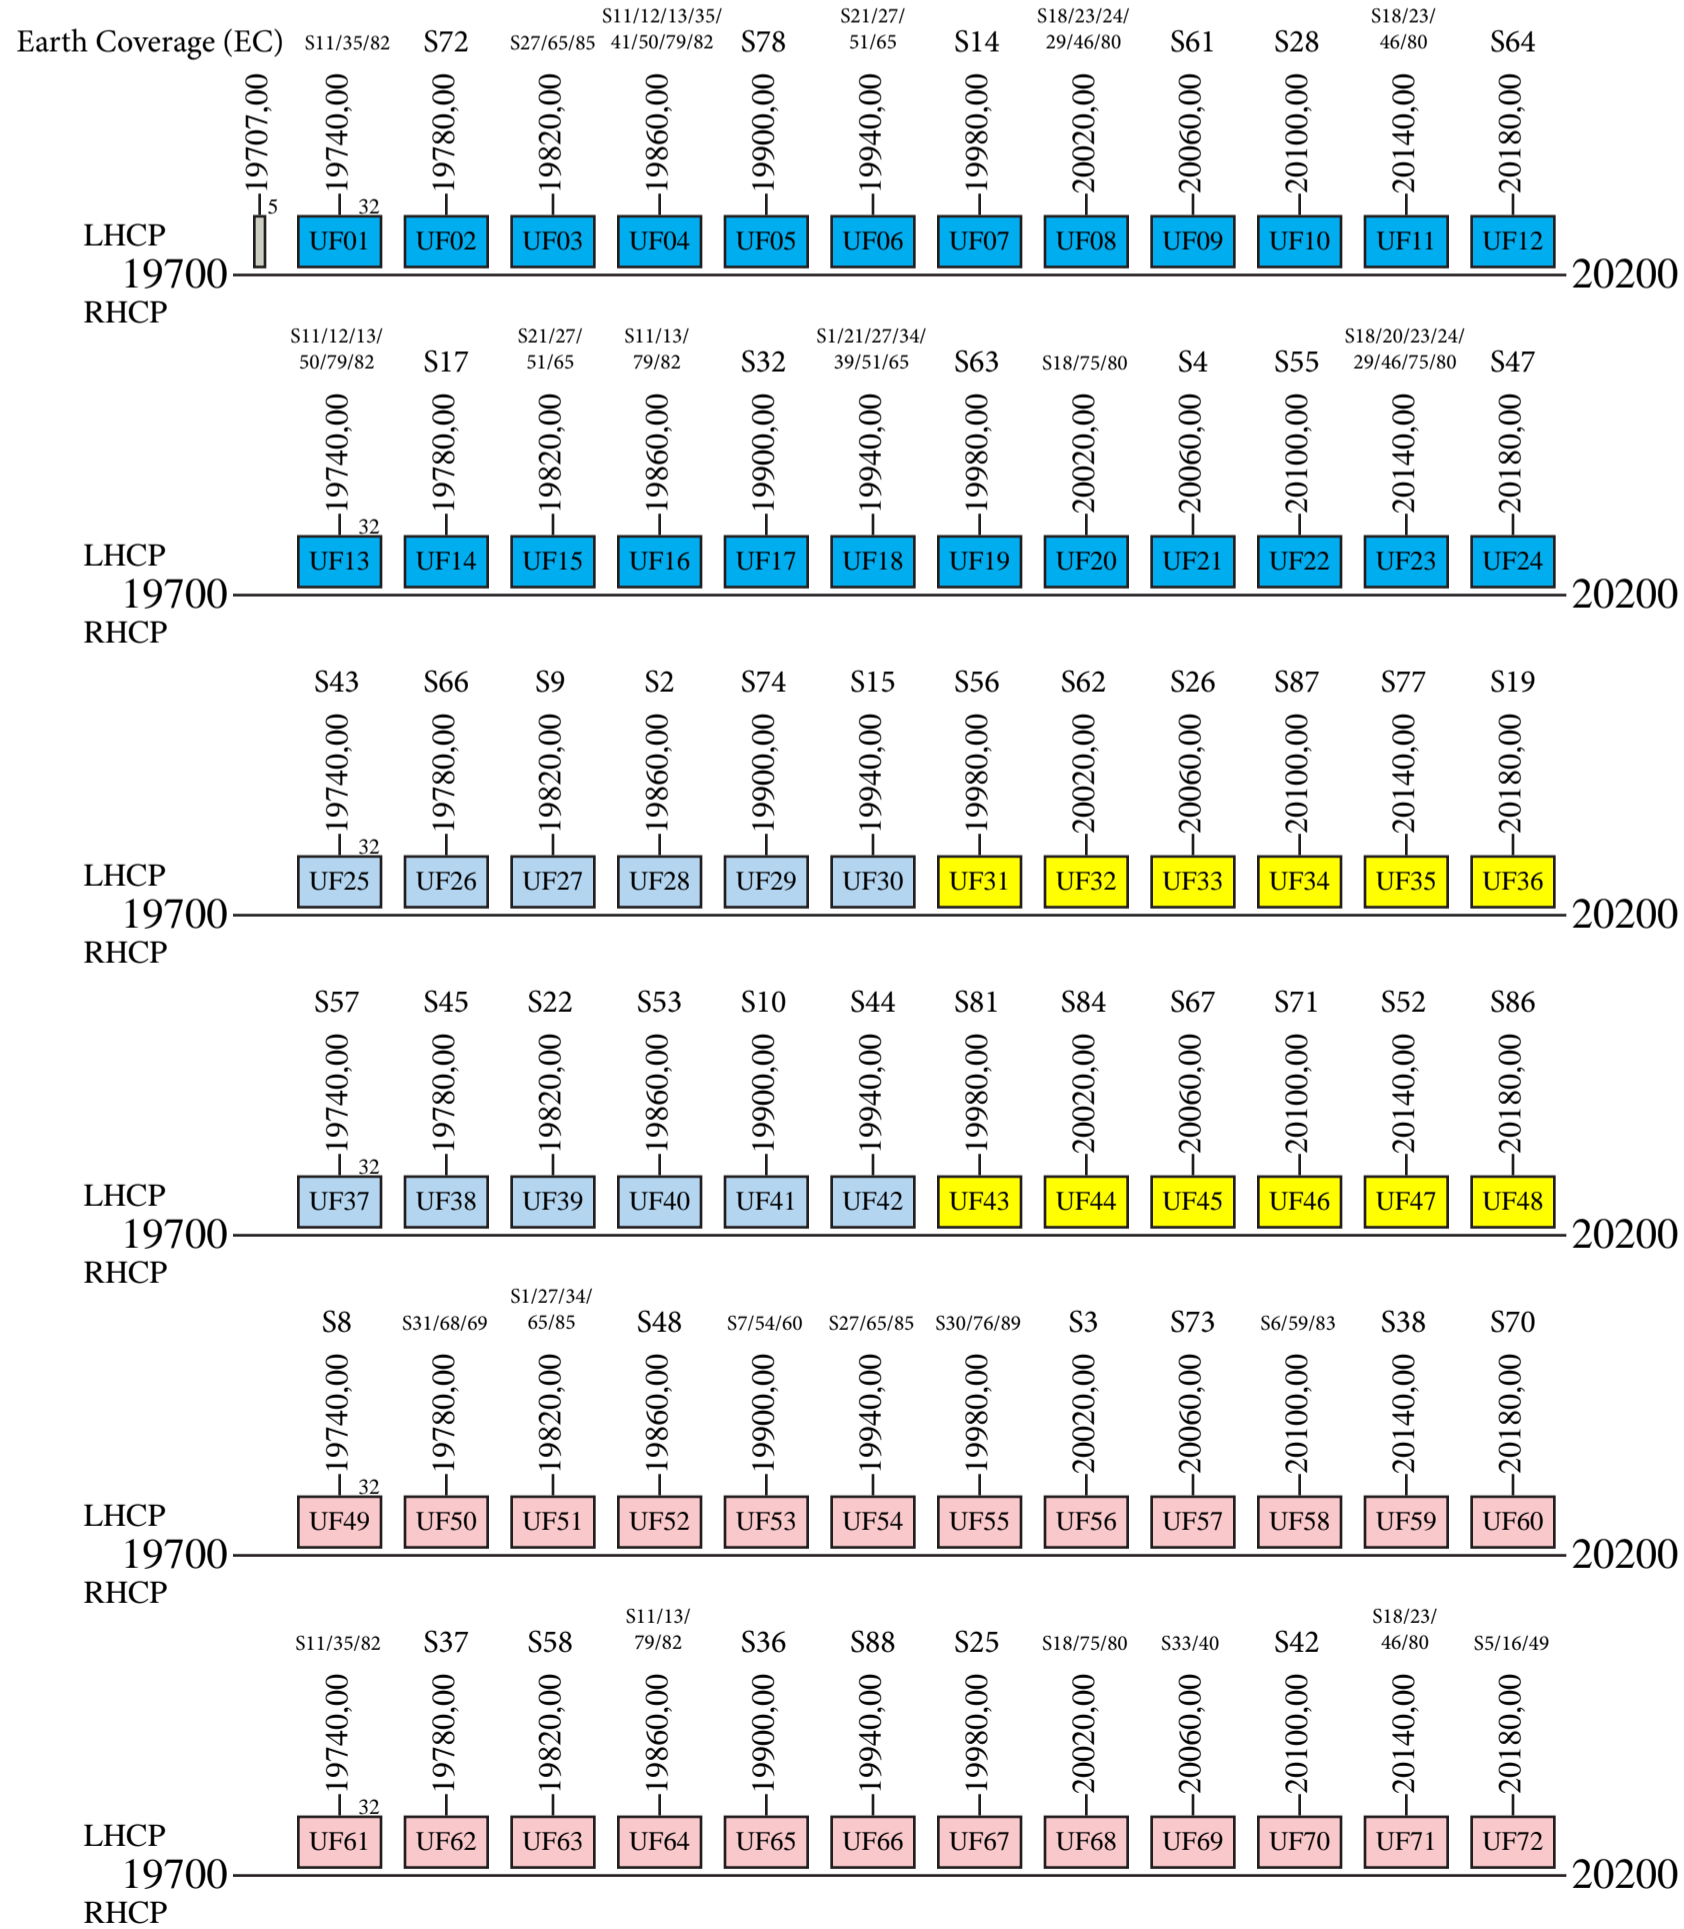 S11/12/13/35/ S21/27/ S18/23/24/ S18/23/
Earth Coverage (EC) S11/35/82 S72 S27/65/85 41/50/79/82 S78 51/65 S14 29/46/80 S61 S28 46/80 S64
19707,00 19740,00 19780,00 19820,00 19860,00 19900,00 19940,00 19980,00 20020,00 20060,00 20100,00 20140,00 20180,00
5 32
LHCP UF01 UF02 UF03 UF04 UF05 UF06 UF07 UF08 UF09 UF10 UF11 UF12
19700 20200
RHCP
S11/12/13/ S21/27/ S11/13/ S1/21/27/34/ S18/20/23/24/
50/79/82 S17 51/65 79/82 S32 39/51/65 S63 S18/75/80 S4 S55 29/46/75/80 S47
19740,00 19780,00 19820,00 19860,00 19900,00 19940,00 19980,00 20020,00 20060,00 20100,00 20140,00 20180,00
32
LHCP UF13 UF14 UF15 UF16 UF17 UF18 UF19 UF20 UF21 UF22 UF23 UF24
19700 20200
RHCP
S43 S66 S9 S2 S74 S15 S56 S62 S26 S87 S77 S19
19740,00 19780,00 19820,00 19860,00 19900,00 19940,00 19980,00 20020,00 20060,00 20100,00 20140,00 20180,00
32
LHCP UF25 UF26 UF27 UF28 UF29 UF30 UF31 UF32 UF33 UF34 UF35 UF36
19700 20200
RHCP
S57 S45 S22 S53 S10 S44 S81 S84 S67 S71 S52 S86
19740,00 19780,00 19820,00 19860,00 19900,00 19940,00 19980,00 20020,00 20060,00 20100,00 20140,00 20180,00
32
LHCP UF37 UF38 UF39 UF40 UF41 UF42 UF43 UF44 UF45 UF46 UF47 UF48
19700 20200
RHCP
S1/27/34/
S8 S31/68/69 65/85 S48 S7/54/60 S27/65/85 S30/76/89 S3 S73 S6/59/83 S38 S70
19740,00 19780,00 19820,00 19860,00 19900,00 19940,00 19980,00 20020,00 20060,00 20100,00 20140,00 20180,00
32
LHCP UF49 UF50 UF51 UF52 UF53 UF54 UF55 UF56 UF57 UF58 UF59 UF60
19700 20200
RHCP
S11/13/ S18/23/
S11/35/82 S37 S58 79/82 S36 S88 S25 S18/75/80 S33/40 S42 46/80 S5/16/49
19740,00 19780,00 19820,00 19860,00 19900,00 19940,00 19980,00 20020,00 20060,00 20100,00 20140,00 20180,00
32
LHCP UF61 UF62 UF63 UF64 UF65 UF66 UF67 UF68 UF69 UF70 UF71 UF72
19700 20200
RHCP